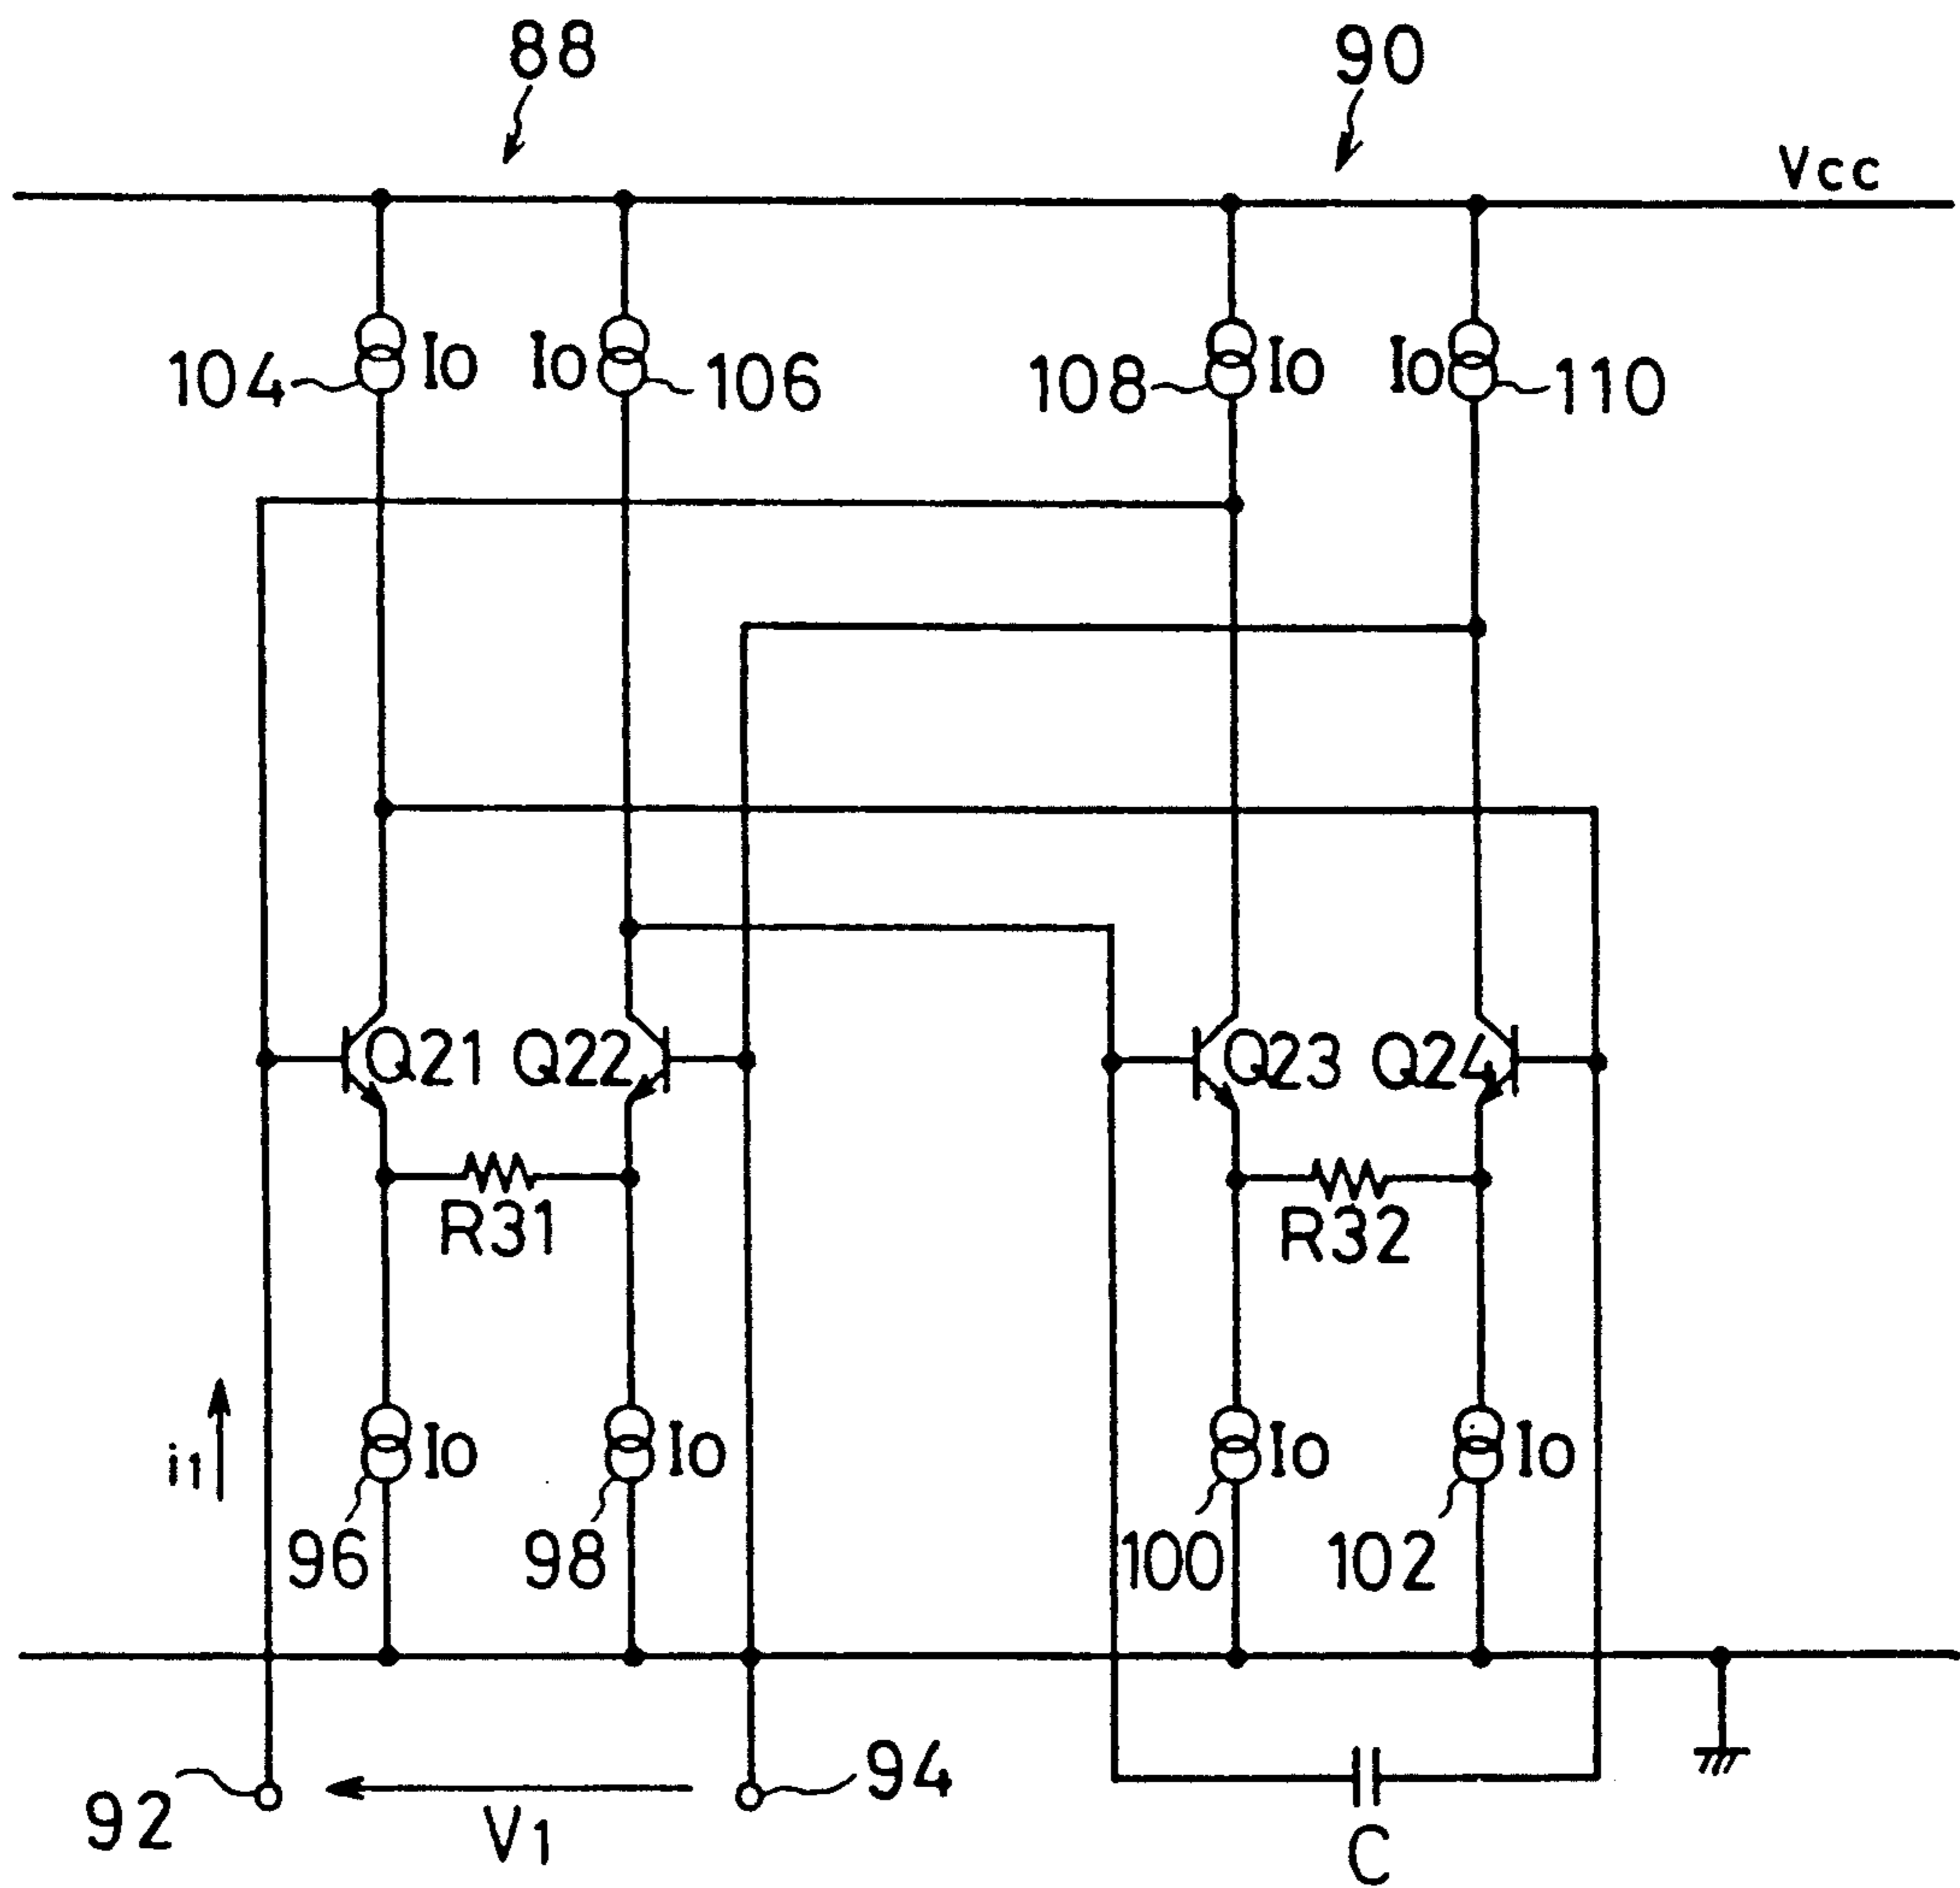 88 90
Vcc
104 Io Io 106 108 Io Io 110
Q21 Q22 Q23 Q24
R31 R32
i1 Io Io Io Io
96 98 100 102
92 V1 94 C